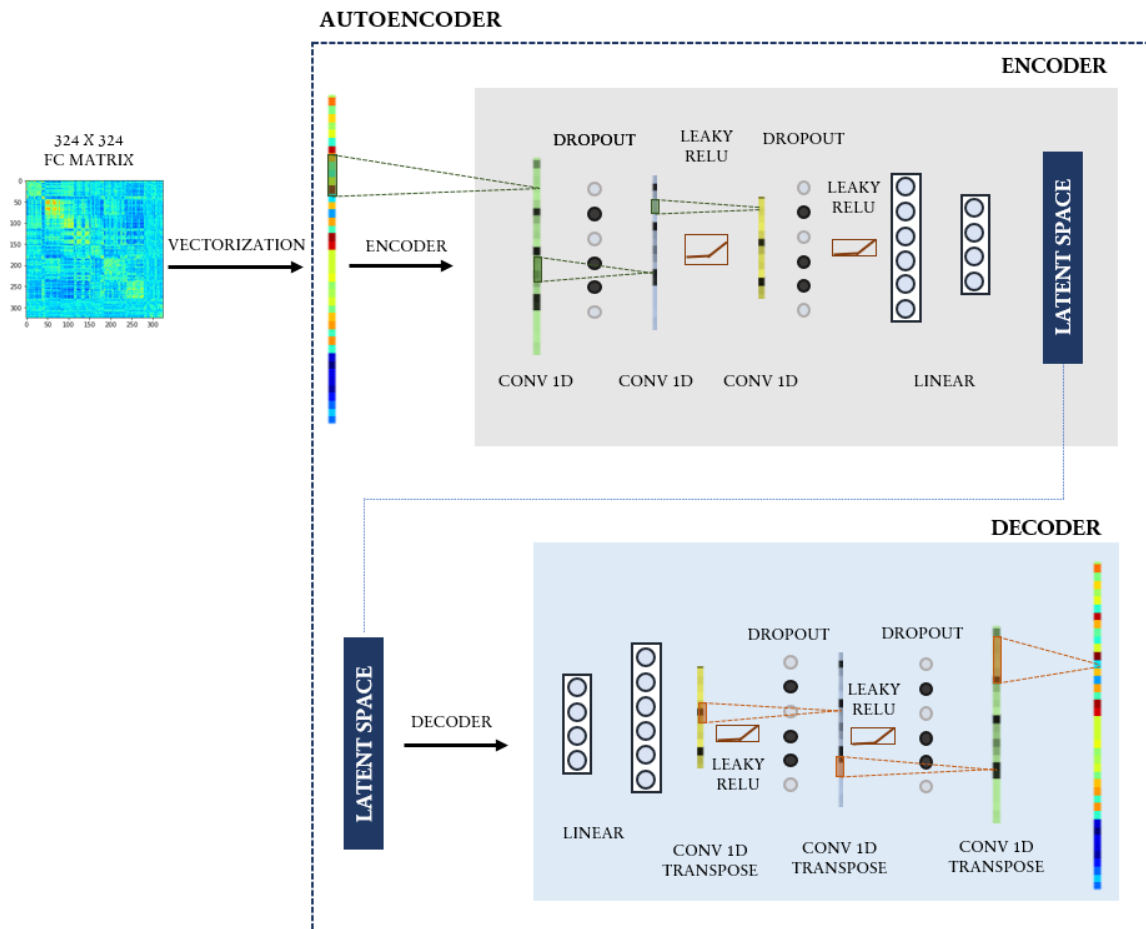 AUTOENCODER
ENCODER
324 X 324
FC MATRIX
0
50
100
150
200
250
300
0 50 100 150 200 250 300
VECTORIZATION
ENCODER
DROPOUT
LEAKY
RELU
DROPOUT
LEAKY
RELU
CONV 1D
CONV 1D
CONV 1D
LINEAR
LATENT SPACE
DECODER
LATENT SPACE
DECODER
LINEAR
DROPOUT
DROPOUT
LEAKY
RELU
LEAKY
RELU
CONV 1D
TRANSPOSE
CONV 1D
TRANSPOSE
CONV 1D
TRANSPOSE